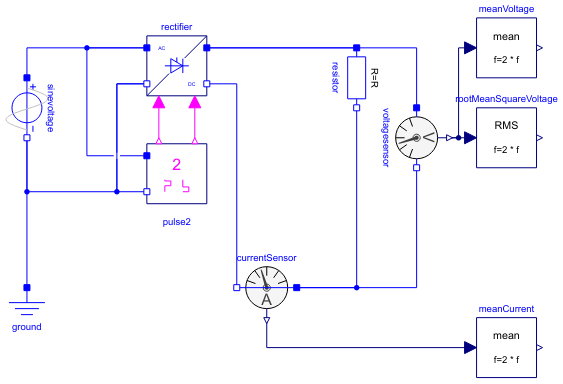 meanVoltage
rectifier
mean
f=2 * f
AC
DC
+
sinevoltage
−
resistor
R=R
rootMeanSquareVoltage
RMS
f=2 * f
voltagesensor
2
pulse2
currentSensor
A
ground
meanCurrent
mean
f=2 * f